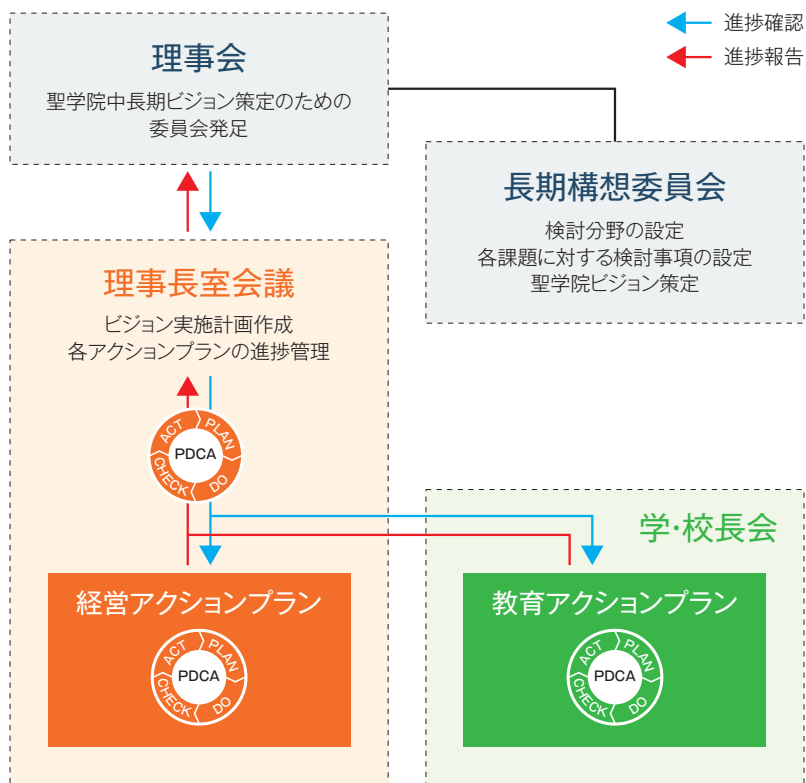 進捗確認
進捗報告
理事会
聖学院中長期ビジョン策定のための
委員会発足
長期構想委員会
検討分野の設定
各課題に対する検討事項の設定
聖学院ビジョン策定
理事長室会議
ビジョン実施計画作成
各アクションプランの進捗管理
ACT
PLAN
PDCA
CHECK
DO
学・校長会
経営アクションプラン
ACT
PLAN
PDCA
CHECK
DO
教育アクションプラン
ACT
PLAN
PDCA
CHECK
DO